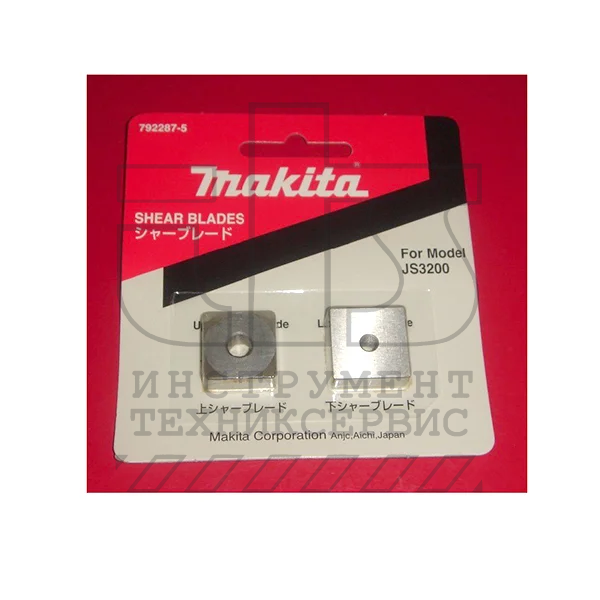 792287-5
Makita®
SHEAR BLADES
シャーブレード
For Model
JS3200
上シャーブレード
下シャーブレード
Makita Corporation Anjc,Aichi,Japan
ИНСТРУМЕНТ
ТЕХНИКСЕРВИС